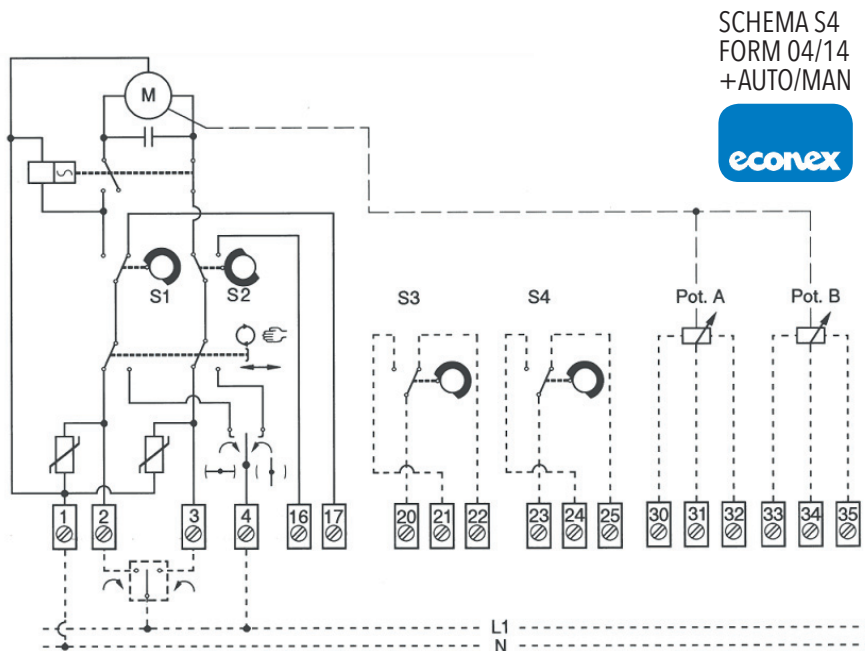 SCHEMA S4
FORM 04/14
+AUTO/MAN
econex
M
S1
S2
S3
S4
Pot. A
Pot. B
1 2 3 4 16 17 20 21 22 23 24 25 30 31 32 33 34 35
L1
N